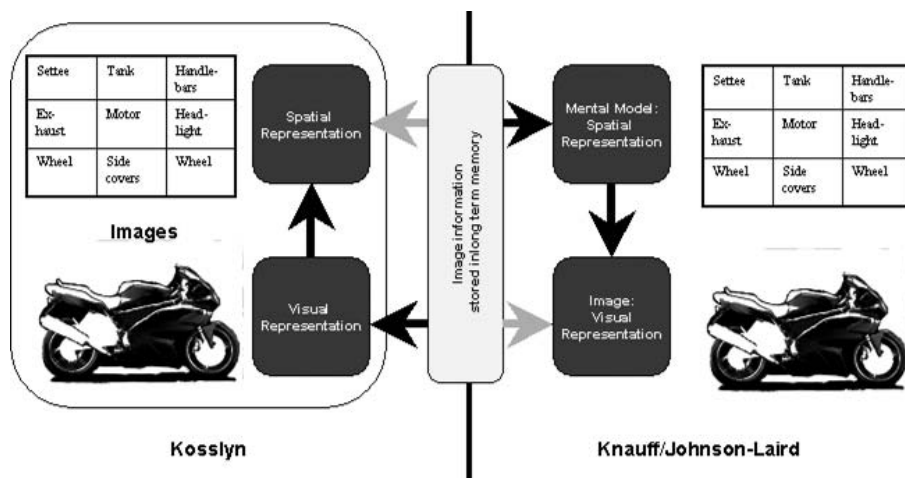 Settee Tank Handle-
bars
Ex-
haust Motor Head-
light
Wheel Side
covers Wheel
Spatial
Representation
Images
Visual
Representation
Kosslyn
Image information
stored inlong term memory
Mental Model:
Spatial
Representation
Image:
Visual
Representation
Settee Tank Handle-
bars
Ex-
haust Motor Head-
light
Wheel Side
covers Wheel
Knauff/Johnson-Laird